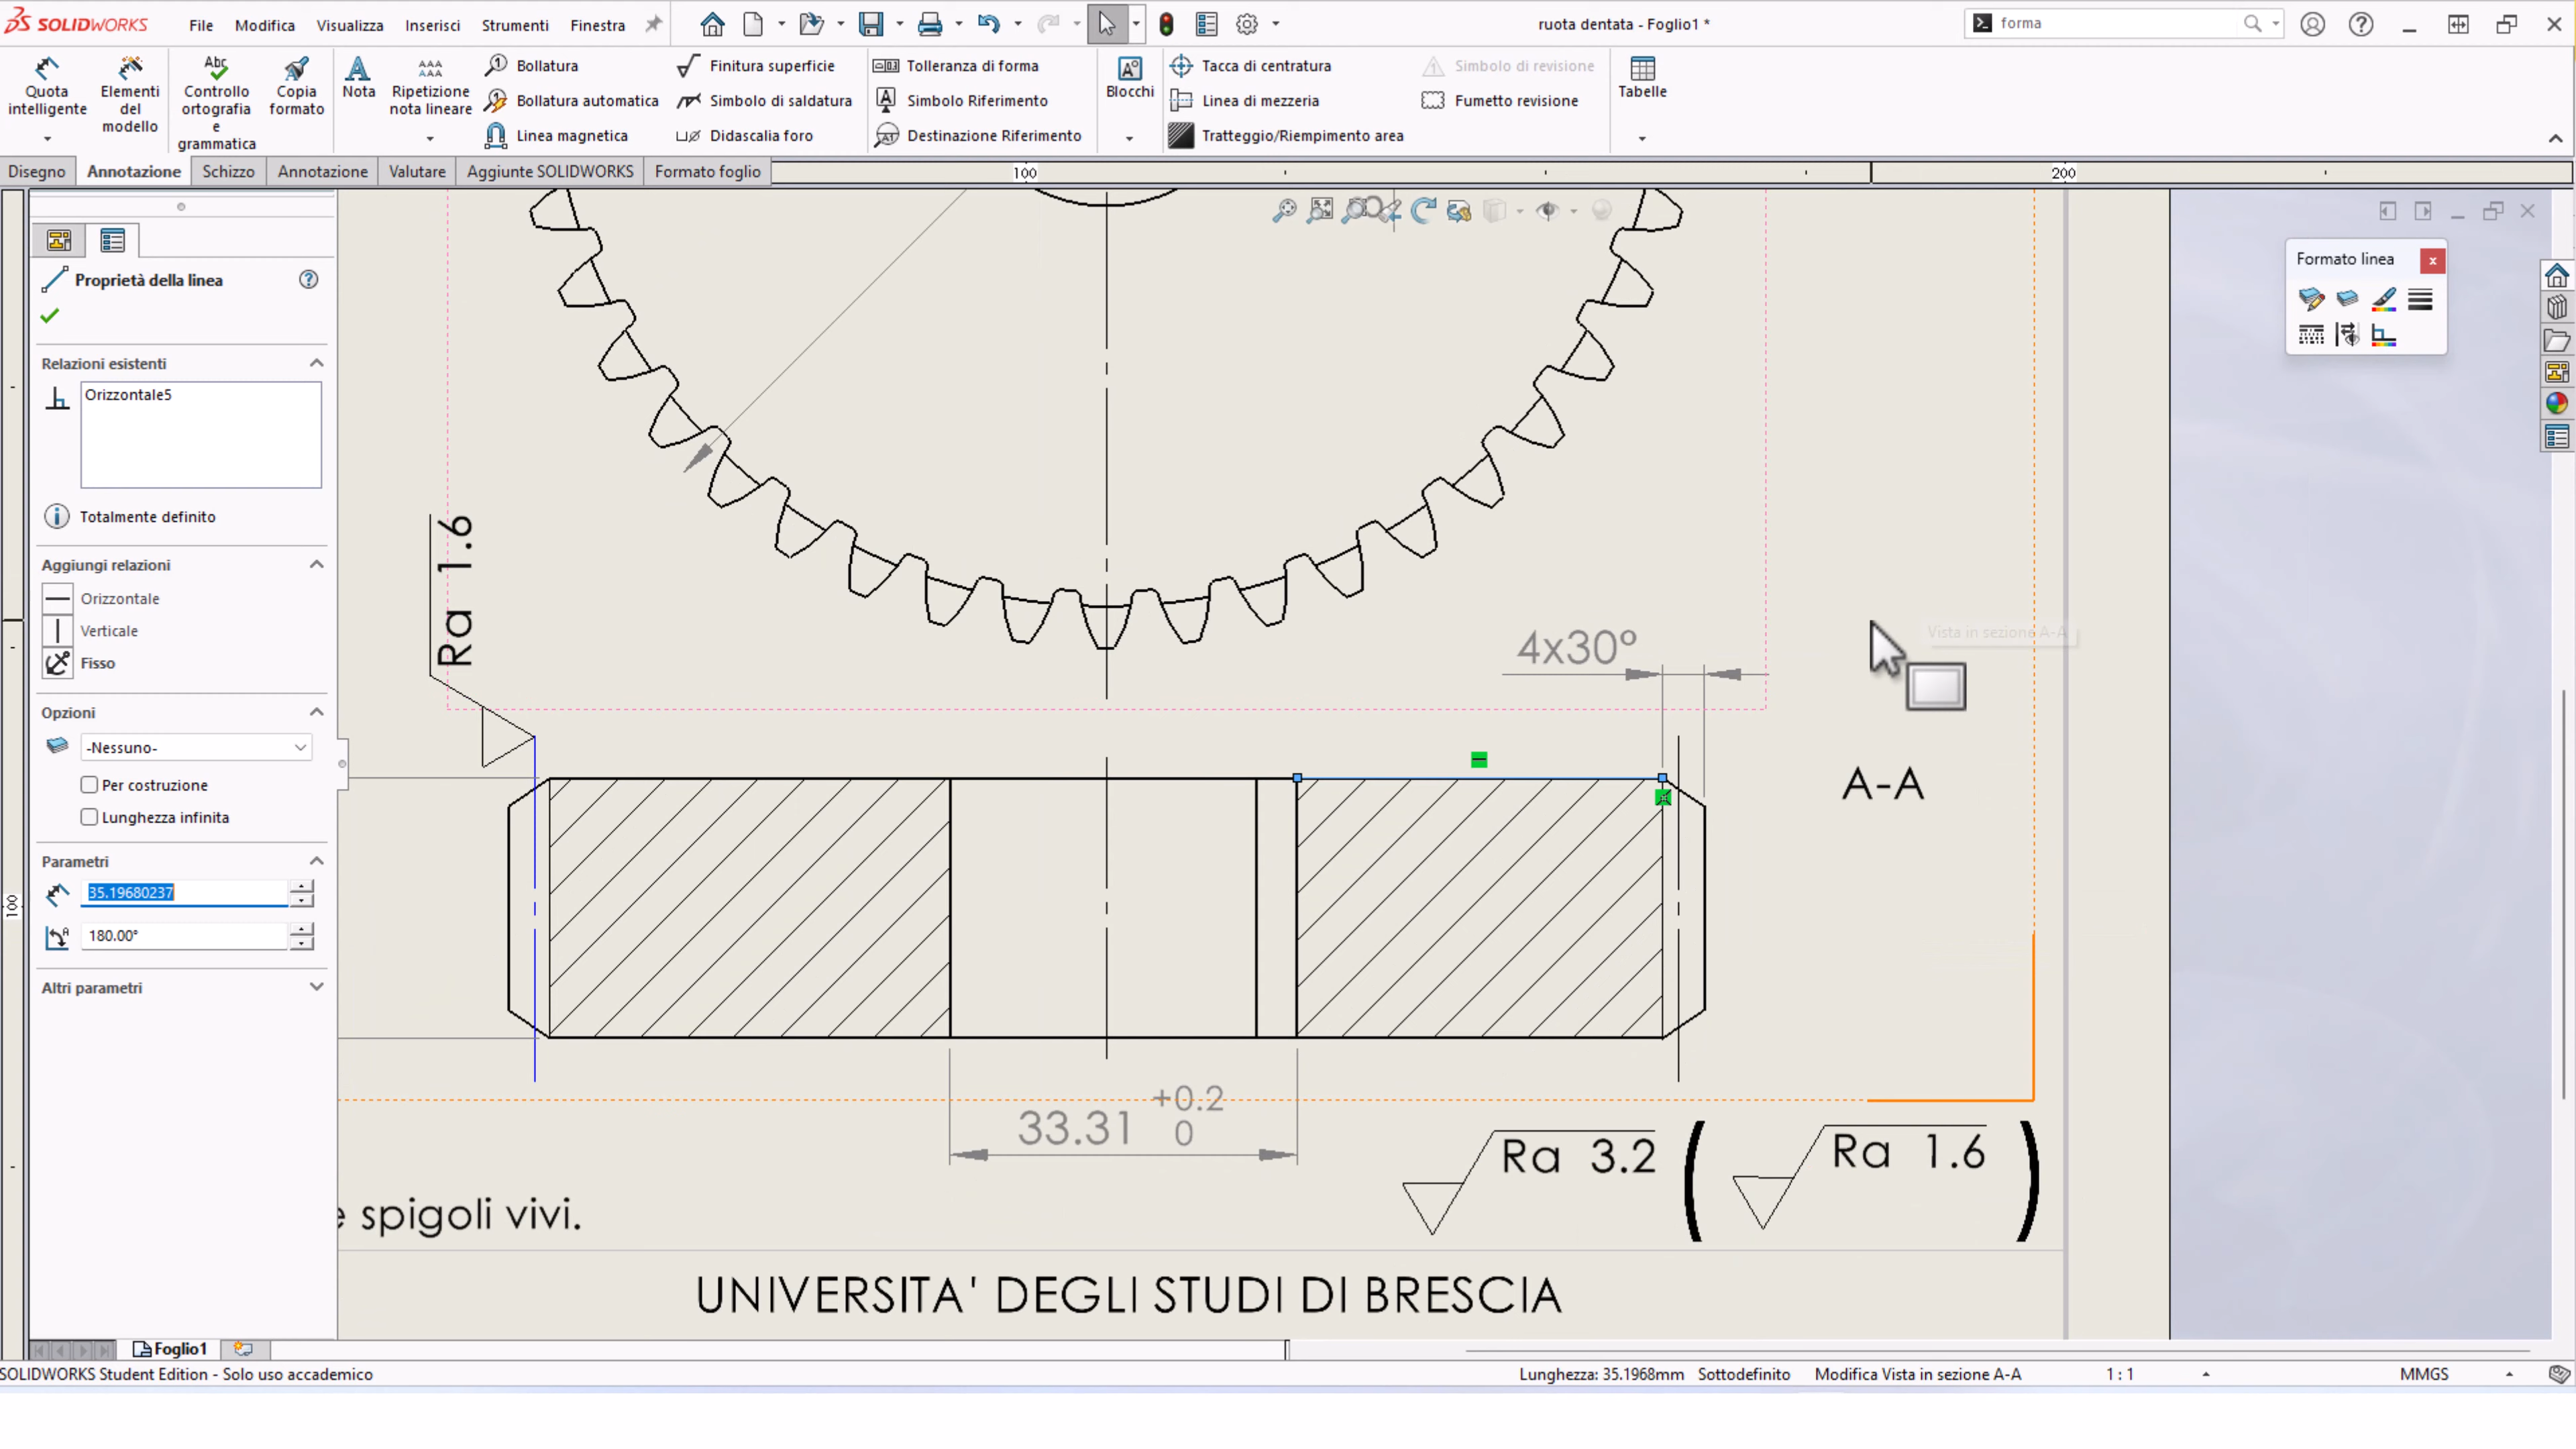 SOLIDWORKS File Modifica Visualizza Inserisci Strumenti Finestra ruota dentata - Foglio1 * forma
Quota intelligente
Elementi del modello
Abc
Controllo ortografia e grammatica
Copia formato
Nota
AAA
AAA
Ripetizione nota lineare
Bollatura
Bollatura automatica
Linea magnetica
Finitura superficie
Simbolo di saldatura
Didascalia foro
Tolleranza di forma
Simbolo Riferimento
Destinazione Riferimento
Blocchi
Tacca di centratura
Linea di mezzeria
Tratteggio/Riempimento area
Simbolo di revisione
Fumetto revisione
Tabelle
Disegno Annotazione Schizzo Annotazione Valutare Aggiunte SOLIDWORKS Formato foglio
100 200
Proprietà della linea
Relazioni esistenti
Orizzontale5
Totalmente definito
Aggiungi relazioni
Orizzontale
Verticale
Fisso
Opzioni
-Nessuno-
Per costruzione
Lunghezza infinita
Parametri
35.19680237
180.00°
Altri parametri
100
Formato linea
Ra 1.6
4x30°
Vista in sezione A-A
A-A
33.31 +0.2 0
Ra 3.2 ( Ra 1.6 )
e spigoli vivi.
UNIVERSITA' DEGLI STUDI DI BRESCIA
Foglio1
SOLIDWORKS Student Edition - Solo uso accademico Lunghezza: 35.1968mm Sottodefinito Modifica Vista in sezione A-A 1 : 1 MMGS